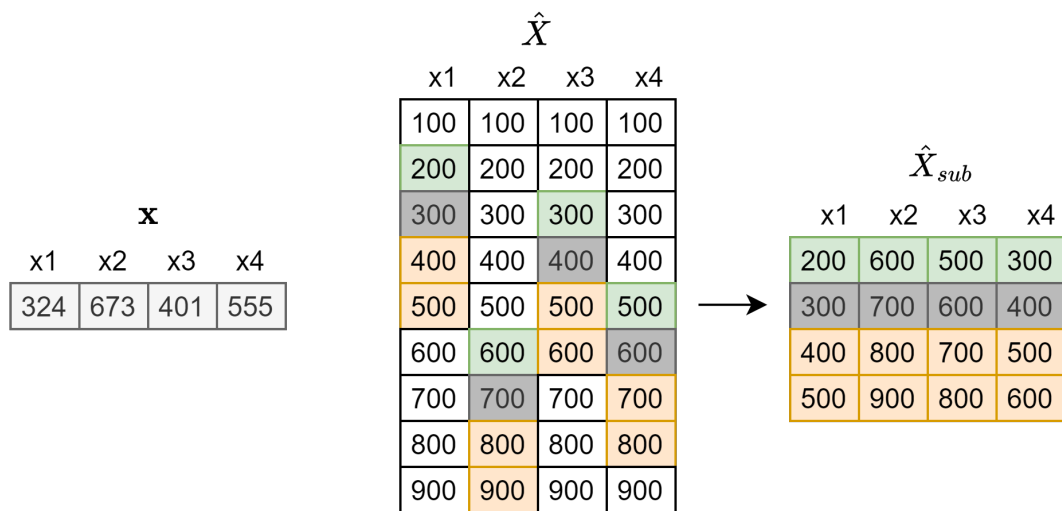 x
x1 x2 x3 x4
324 673 401 555
X̂
x1 x2 x3 x4
100 100 100 100
200 200 200 200
300 300 300 300
400 400 400 400
500 500 500 500
600 600 600 600
700 700 700 700
800 800 800 800
900 900 900 900
X̂sub
x1 x2 x3 x4
200 600 500 300
300 700 600 400
400 800 700 500
500 900 800 600